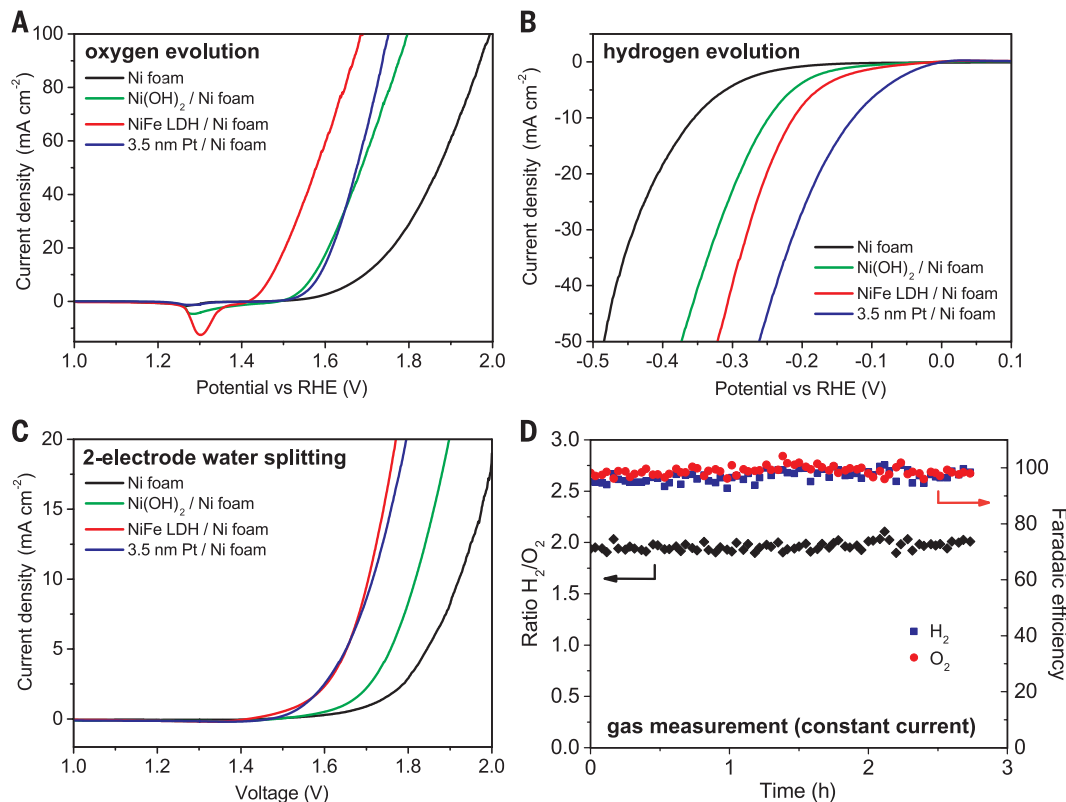 A
oxygen evolution
Ni foam
Ni(OH)2 / Ni foam
NiFe LDH / Ni foam
3.5 nm Pt / Ni foam
Current density (mA cm-2)
100
80
60
40
20
0
1.0 1.2 1.4 1.6 1.8 2.0
Potential vs RHE (V)
B
hydrogen evolution
Ni foam
Ni(OH)2 / Ni foam
NiFe LDH / Ni foam
3.5 nm Pt / Ni foam
Current density (mA cm-2)
0
-10
-20
-30
-40
-50
-0.5 -0.4 -0.3 -0.2 -0.1 0.0 0.1
Potential vs RHE (V)
C
2-electrode water splitting
Ni foam
Ni(OH)2 / Ni foam
NiFe LDH / Ni foam
3.5 nm Pt / Ni foam
Current density (mA cm-2)
20
15
10
5
0
1.0 1.2 1.4 1.6 1.8 2.0
Voltage (V)
D
Ratio H2/O2
3.0
2.5
2.0
1.5
1.0
0.5
0.0
H2
O2
gas measurement (constant current)
0 1 2 3
Time (h)
100
80
60
40
20
0
Faradaic efficiency